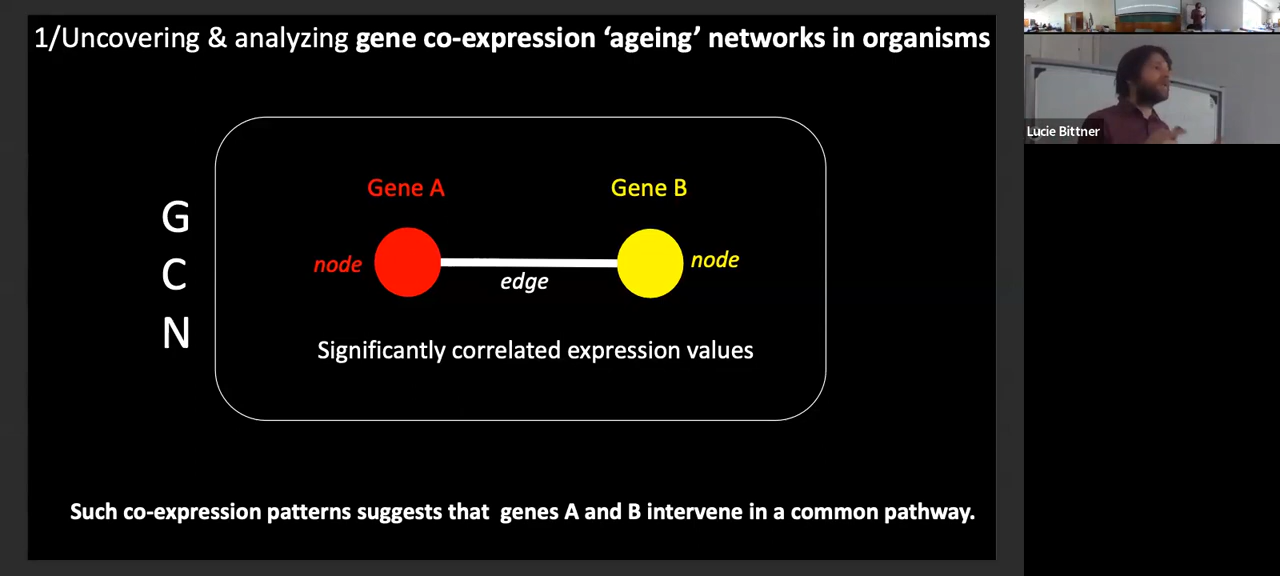 1/Uncovering & analyzing gene co-expression ‘ageing’ networks in organisms
Lucie Bittner
Gene A
Gene B
G
C
N
node
node
edge
Significantly correlated expression values
Such co-expression patterns suggests that genes A and B intervene in a common pathway.